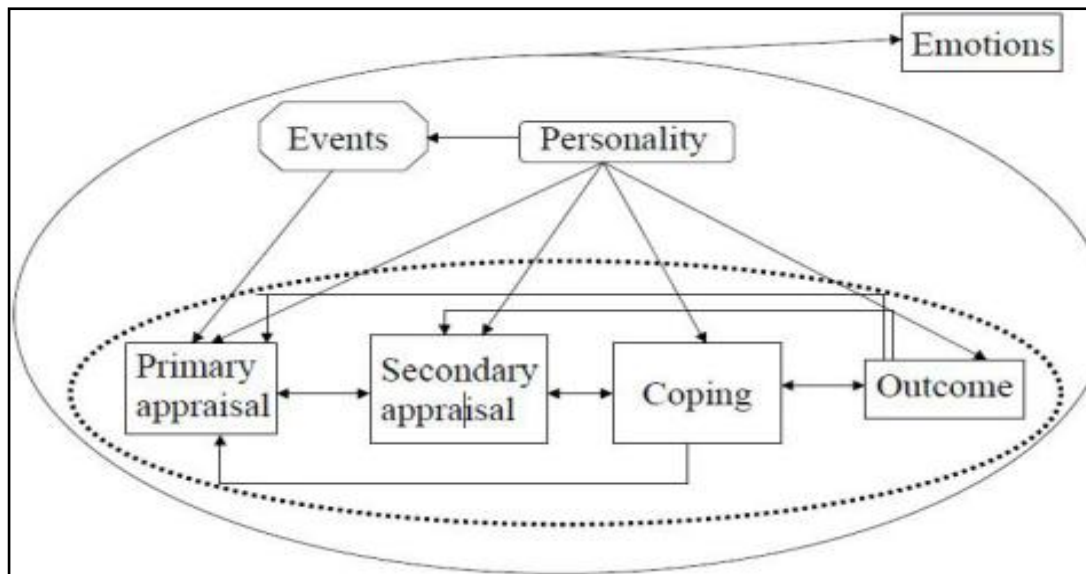 Emotions
Events
Personality
Primary
appraisal
Secondary
appraisal
Coping
Outcome